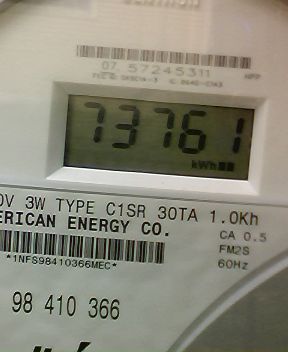 07 57245311
73761
kWh
0V 3W TYPE C1SR 30TA 1.0Kh
ERICAN ENERGY CO.
CA 0.5
FM2S
*1NFS98410366MEC*
60Hz
98 410 366